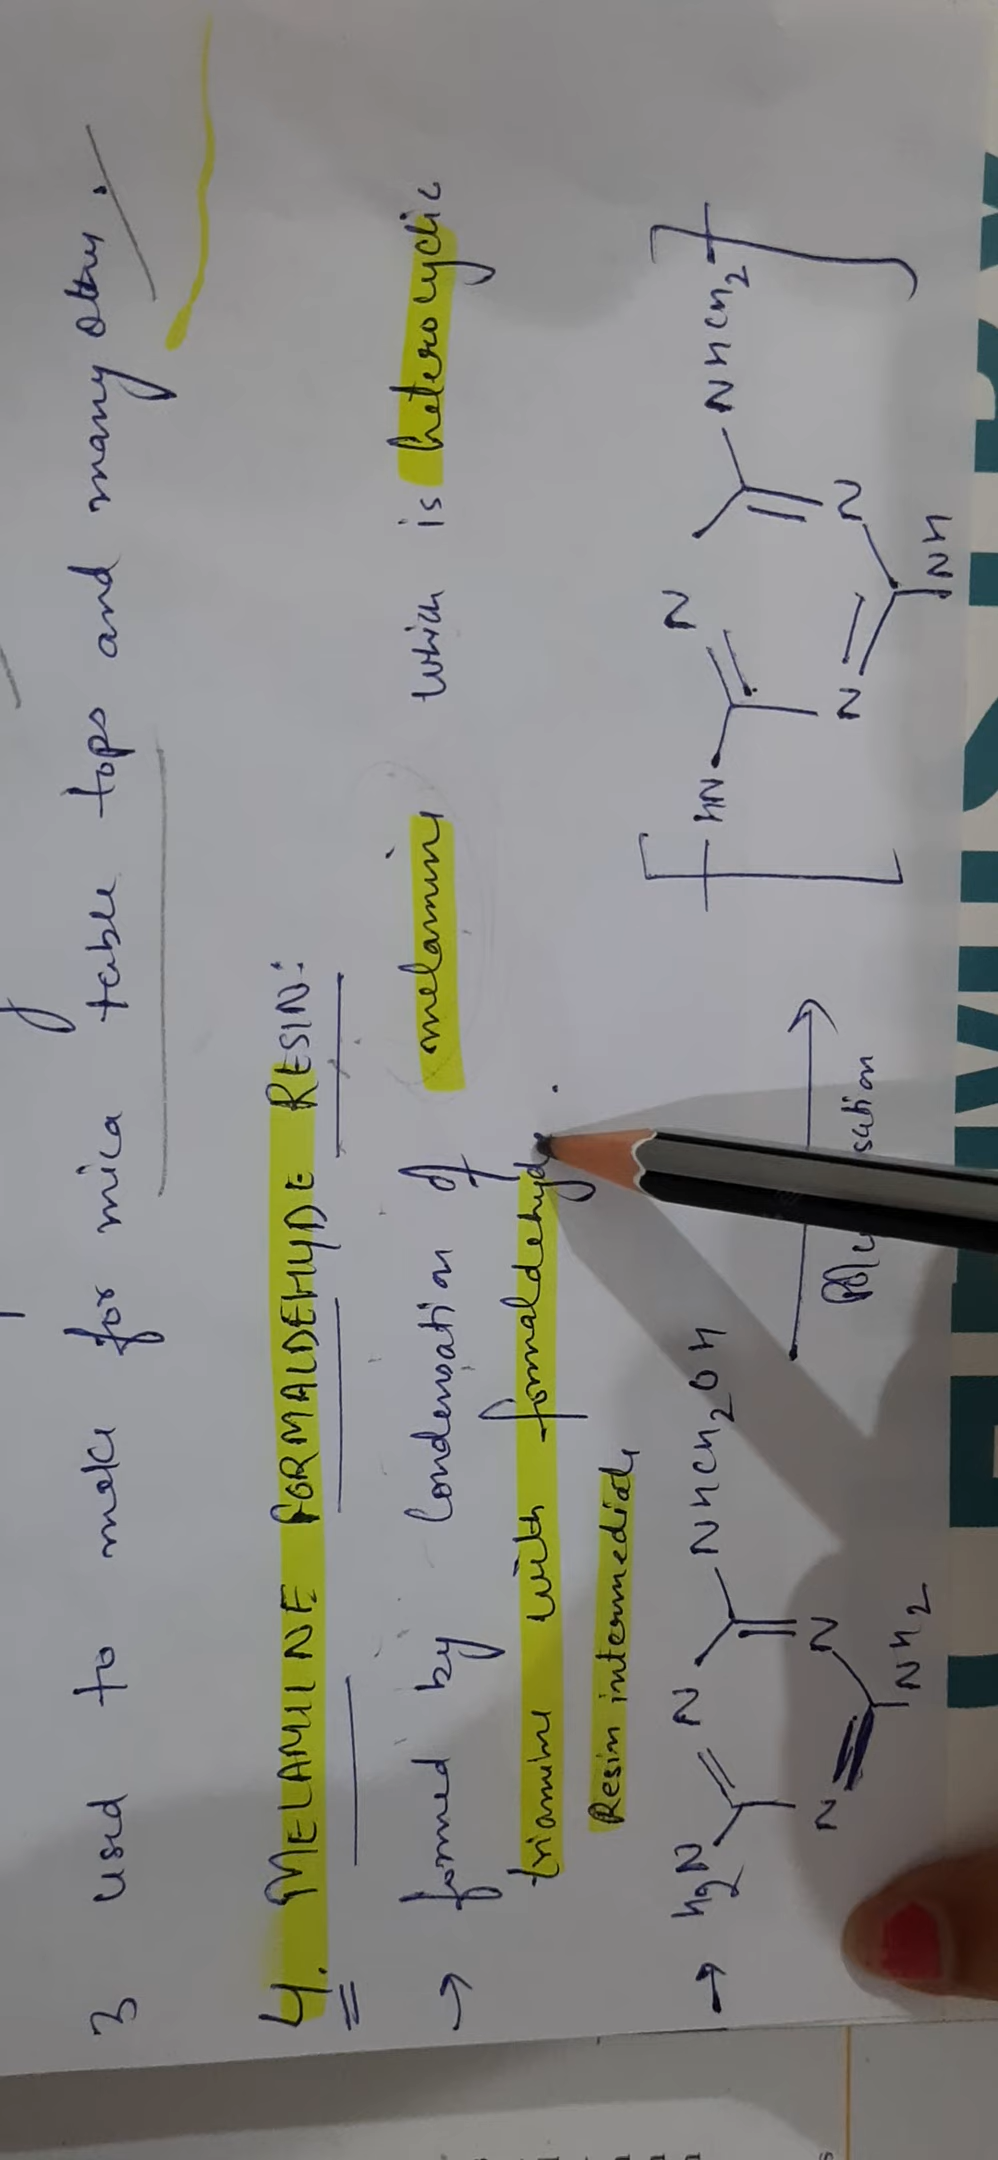 3 used to make for mica table tops and many other.
4. MELAMINE FORMALDEHYDE RESIN:
→ formed by Condensation of melamine which is heterocyclic
triamine with formaldehyde.
Resin intermediate
→ H2N N NHCH2OH HN N NHCH2
N N N N
NH2 NH